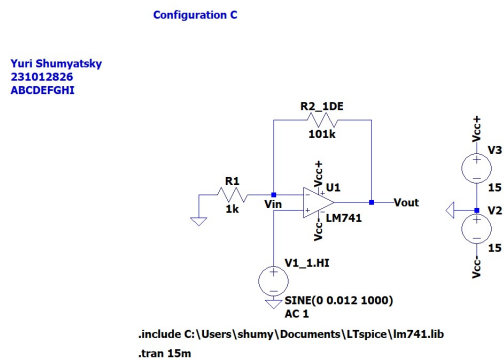 Configuration C
Yuri Shumyatsky
231012826
ABCDEFGHI
R2_1DE
101k
Vcc+
V3
15
R1
1k
Vin
Vcc+
U1
LM741
Vcc-
Vout
V2
15
Vcc-
V1_1.HI
SINE(0 0.012 1000)
AC 1
.include C:\Users\shumy\Documents\LTspice\lm741.lib
.tran 15m